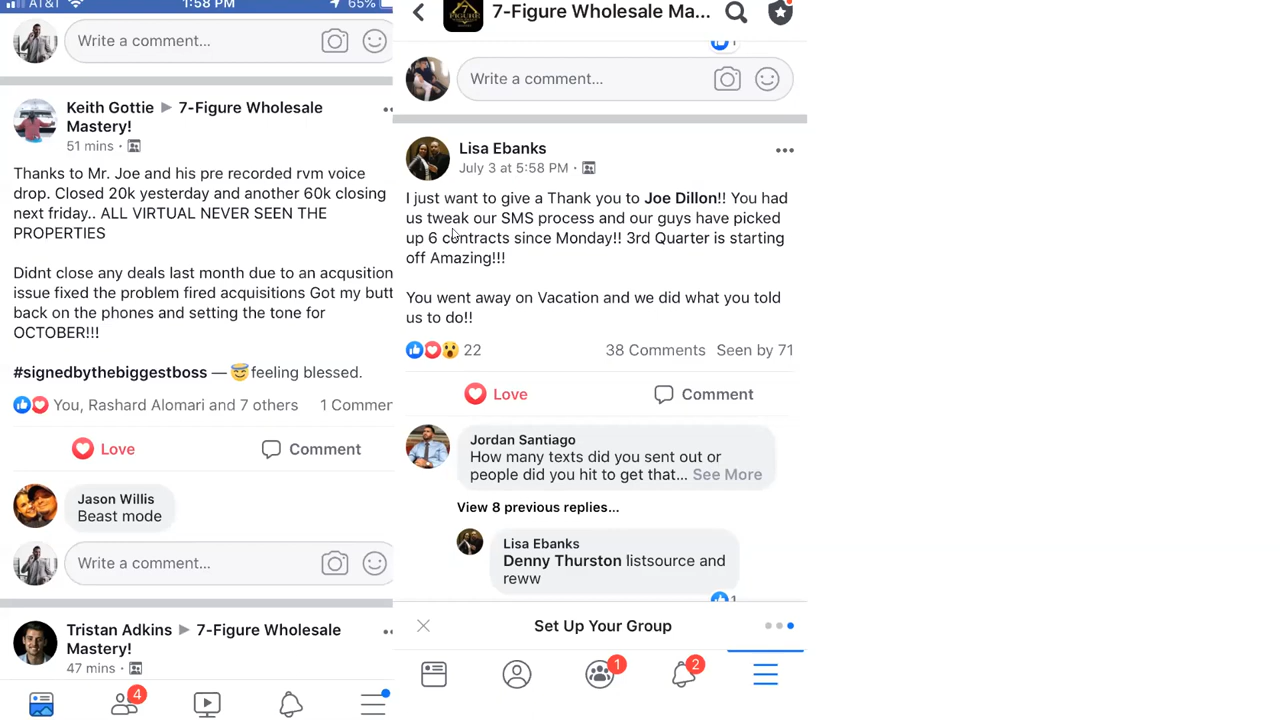 AT&T 1:58 PM 65%
Write a comment...
Keith Gottie ▶ 7-Figure Wholesale
Mastery!
51 mins ·
Thanks to Mr. Joe and his pre recorded rvm voice
drop. Closed 20k yesterday and another 60k closing
next friday.. ALL VIRTUAL NEVER SEEN THE
PROPERTIES
Didnt close any deals last month due to an acqusition
issue fixed the problem fired acquisitions Got my butt
back on the phones and setting the tone for
OCTOBER!!!
#signedbythebiggestboss — 😇 feeling blessed.
You, Rashard Alomari and 7 others 1 Commen
Love Comment
Jason Willis
Beast mode
Write a comment...
Tristan Adkins ▶ 7-Figure Wholesale
Mastery!
47 mins ·
4
7-Figure Wholesale Ma...
7 FIGURE
1
Write a comment...
Lisa Ebanks
July 3 at 5:58 PM ·
I just want to give a Thank you to Joe Dillon!! You had
us tweak our SMS process and our guys have picked
up 6 contracts since Monday!! 3rd Quarter is starting
off Amazing!!!
You went away on Vacation and we did what you told
us to do!!
22 38 Comments Seen by 71
Love Comment
Jordan Santiago
How many texts did you sent out or
people did you hit to get that... See More
View 8 previous replies...
Lisa Ebanks
Denny Thurston listsource and
reww
1
Set Up Your Group
1 2